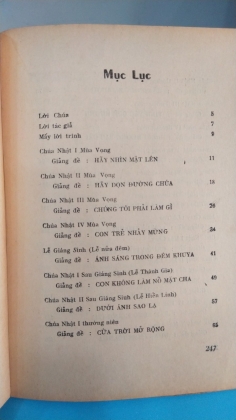 Mục Lục
Lời Chúa 5
Lời tác giả 7
Mấy lời trình 9
Chúa Nhật I Mùa Vọng
Giảng đề : HÃY NHÌN MẶT LÊN 11
Chúa Nhật II Mùa Vọng
Giảng đề : HÃY DỌN ĐƯỜNG CHÚA 18
Chúa Nhật III Mùa Vọng
Giảng đề : CHÚNG TÔI PHẢI LÀM GÌ 26
Chúa Nhật IV Mùa Vọng
Giảng đề : CON TRẺ NHẢY MỪNG 34
Lễ Giáng Sinh (Lễ nửa đêm)
Giảng đề : ÁNH SÁNG TRONG ĐÊM KHUYA 41
Chúa Nhật I Sau Giáng Sinh (Lễ Thánh Gia)
Giảng đề : CON KHÔNG LÀM NÔ MẶT CHA 49
Chúa Nhật II Sau Giáng Sinh (Lễ Hiển Linh)
Giảng đề : DƯỚI ÁNH SAO LẠ 57
Chúa Nhật I thường niên
Giảng đề : CỬA TRỜI MỞ RỘNG 65
247